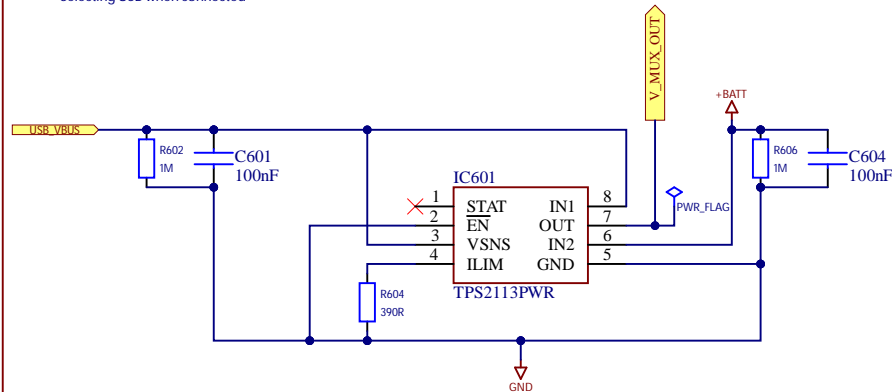 V_MUX_OUT
+BATT
USB_VBUS
R602
1M
C601
100nF
R606
1M
C604
100nF
IC601
1
STAT
IN1
8
PWR_FLAG
2
EN
OUT
7
3
VSNS
IN2
6
4
ILIM
GND
5
R604
390R
TPS2113PWR
GND